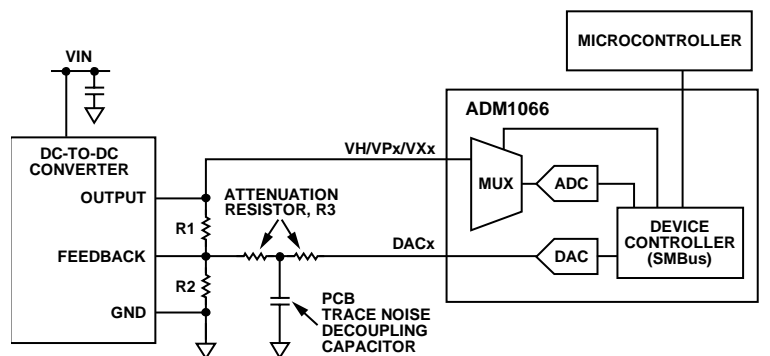 MICROCONTROLLER
VIN
ADM1066
DC-TO-DC
CONVERTER
VH/VPx/VXx
MUX
ADC
OUTPUT
ATTENUATION
RESISTOR, R3
R1
DEVICE
CONTROLLER
(SMBus)
FEEDBACK
DACx
DAC
R2
PCB
TRACE NOISE
DECOUPLING
CAPACITOR
GND